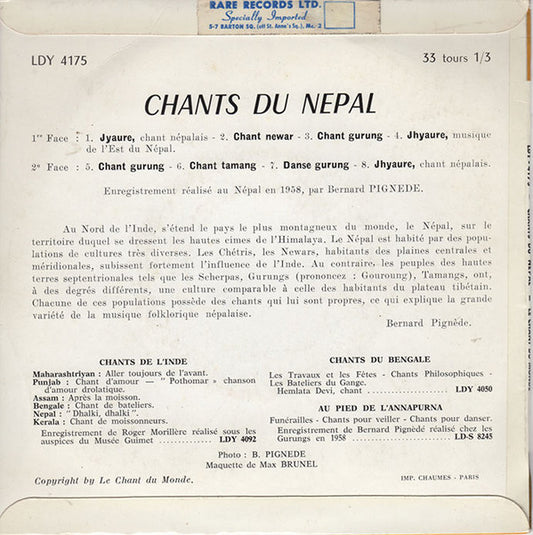 RARE RECORDS LTD.
Specially Imported
5-7 BARTON SQ. (off St. Anne's Sq.), Mc. 2
LDY 4175
33 tours 1/3
CHANTS DU NEPAL
1re Face : 1. Jyaure, chant népalais - 2. Chant newar - 3. Chant gurung - 4. Jhyaure, musique
de l'Est du Népal.
2e Face : 5. Chant gurung - 6. Chant tamang - 7. Danse gurung - 8. Jhyaure, chant népalais.
Enregistrement réalisé au Népal en 1958, par Bernard PIGNEDE.
Au Nord de l'Inde, s'étend le pays le plus montagneux du monde, le Népal, sur le
territoire duquel se dressent les hautes cimes de l'Himalaya. Le Népal est habité par des popu-
lations de cultures très diverses. Les Chétris, les Newars, habitants des plaines centrales et
méridionales, subissent fortement l'influence de l'Inde. Au contraire, les peuples des hautes
terres septentrionales tels que les Scherpas, Gurungs (prononcez : Gouroung), Tamangs, ont,
à des degrés différents, une culture comparable à celle des habitants du plateau tibétain.
Chacune de ces populations possède des chants qui lui sont propres, ce qui explique la grande
variété de la musique folklorique népalaise.
Bernard Pignède.
CHANTS DE L'INDE
Maharashtriyan : Aller toujours de l'avant.
Punjab : Chant d'amour — " Pothomar » chanson
d'amour drolatique.
Assam : Après la moisson.
Bengale : Chant de bateliers.
Nepal : " Dhalki, dhalki ".
Kerala : Chant de moissonneurs.
Enregistrement de Roger Morillère réalisé sous les
auspices du Musée Guimet LDY 4092
CHANTS DU BENGALE
Les Travaux et les Fêtes - Chants Philosophiques -
Les Bateliers du Gange.
Hemlata Devi, chant LDY 4050
AU PIED DE L'ANNAPURNA
Funérailles - Chants pour veiller - Chants pour danser.
Enregistrement de Bernard Pignédé réalisé chez les
Gurungs en 1958 LD-S 8245
Photo : B. PIGNEDE
Maquette de Max BRUNEL
Copyright by Le Chant du Monde.
IMP. CHAUMES - PARIS